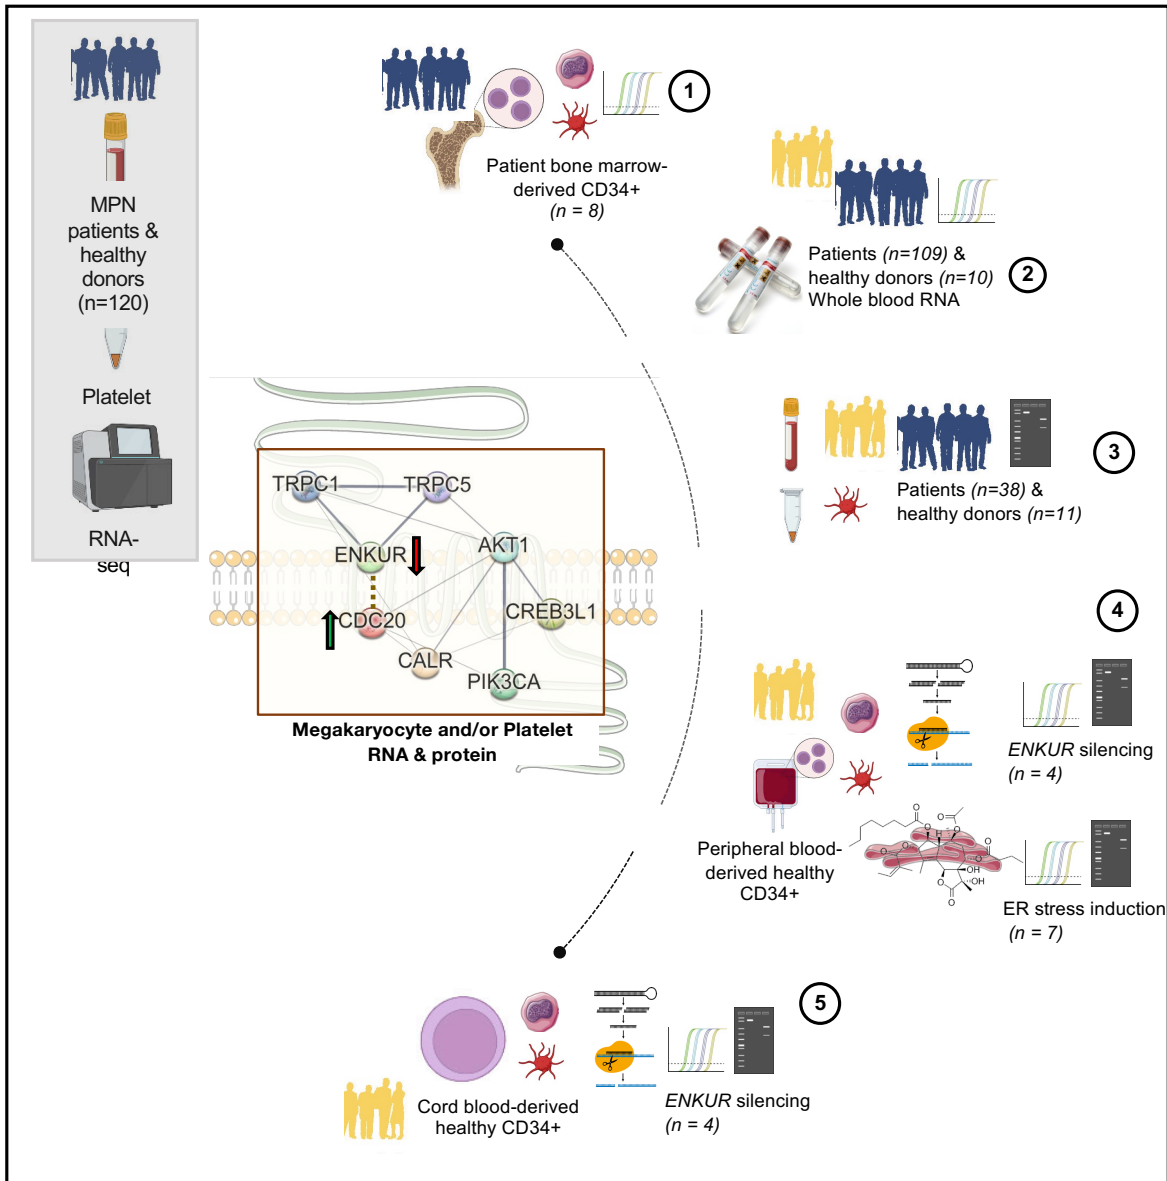 MPN
patients &
healthy
donors
(n=120)
Platelet
RNA-
seq
1
Patient bone marrow-
derived CD34+
(n = 8)
2
Patients (n=109) &
healthy donors (n=10)
Whole blood RNA
3
Patients (n=38) &
healthy donors (n=11)
TRPC1
TRPC5
ENKUR
AKT1
CDC20
CREB3L1
CALR
PIK3CA
Megakaryocyte and/or Platelet
RNA & protein
4
ENKUR silencing
(n = 4)
Peripheral blood-
derived healthy
CD34+
O
O
O
H
O
O
O
O
OH
OH
O
O
ER stress induction
(n = 7)
5
Cord blood-derived
healthy CD34+
ENKUR silencing
(n = 4)